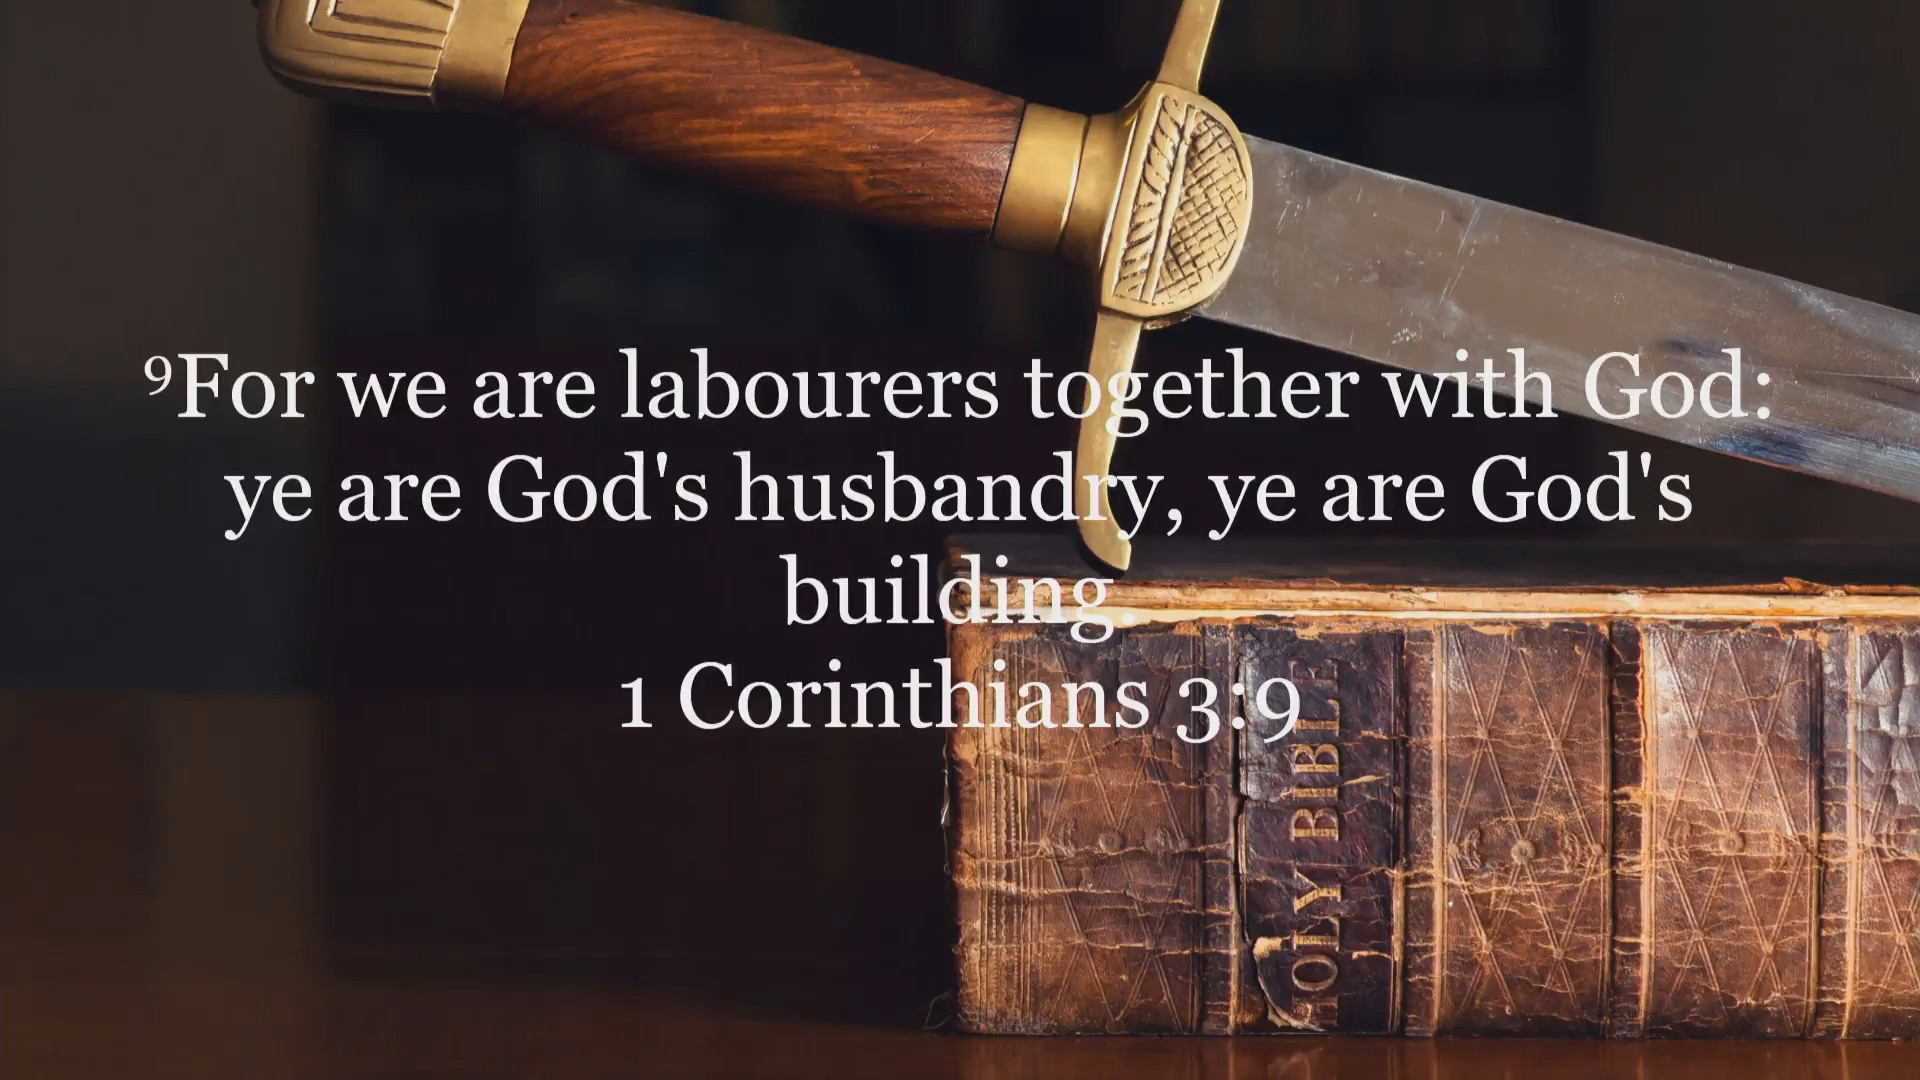 ⁹For we are labourers together with God:
ye are God's husbandry, ye are God's
building.
1 Corinthians 3:9
HOLY BIBLE